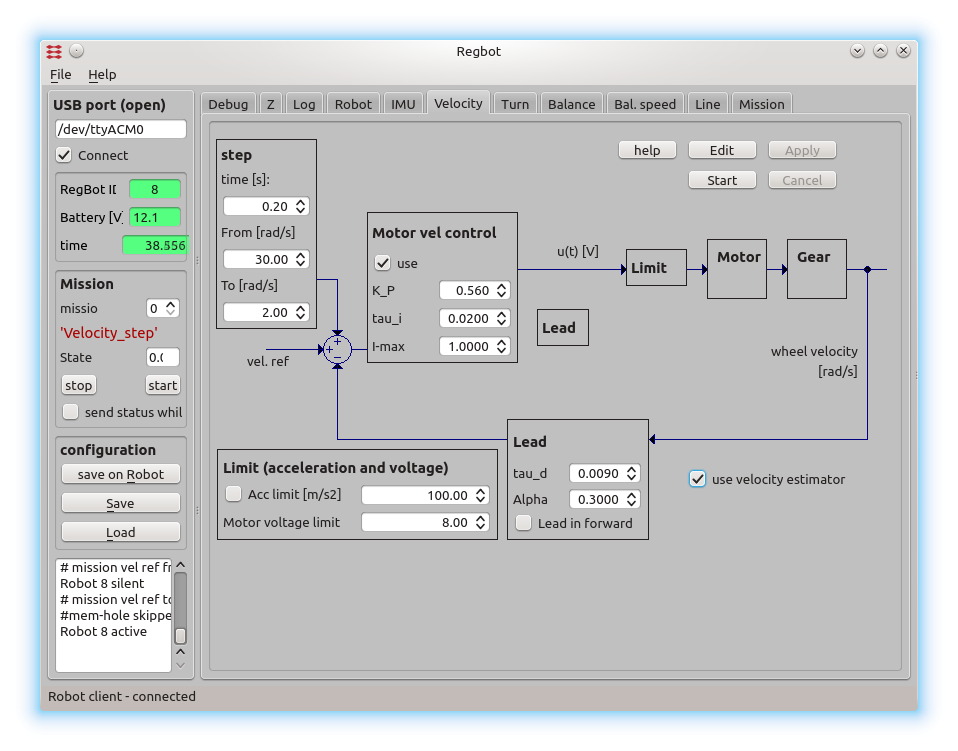 Regbot
File Help
USB port (open)
/dev/ttyACM0
Connect
RegBot ID 8
Battery [V] 12.1
time 38.556
Mission
missio 0
'Velocity_step'
State 0.0
stop start
send status whil
configuration
save on Robot
Save
Load
# mission vel ref fr
Robot 8 silent
# mission vel ref to
#mem-hole skippe
Robot 8 active
Debug Z Log Robot IMU Velocity Turn Balance Bal. speed Line Mission
help Edit Apply
Start Cancel
step
time [s]:
0.20
From [rad/s]
30.00
To [rad/s]
2.00
Motor vel control
use
K_P 0.560
tau_i 0.0200
I-max 1.0000
u(t) [V]
Limit
Motor
Gear
Lead
vel. ref
+
+
−
wheel velocity
[rad/s]
Lead
tau_d 0.0090
Alpha 0.3000
Lead in forward
use velocity estimator
Limit (acceleration and voltage)
Acc limit [m/s2] 100.00
Motor voltage limit 8.00
Robot client - connected